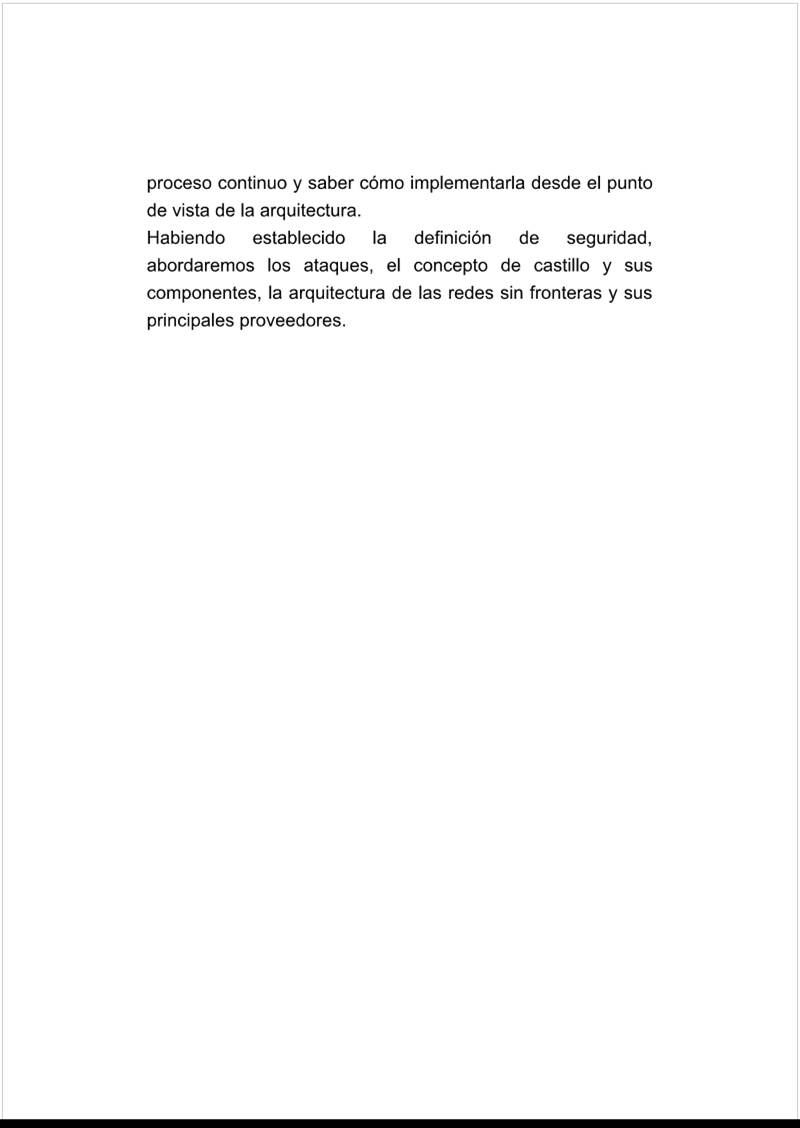 proceso continuo y saber cómo implementarla desde el punto
de vista de la arquitectura.
Habiendo establecido la definición de seguridad,
abordaremos los ataques, el concepto de castillo y sus
componentes, la arquitectura de las redes sin fronteras y sus
principales proveedores.